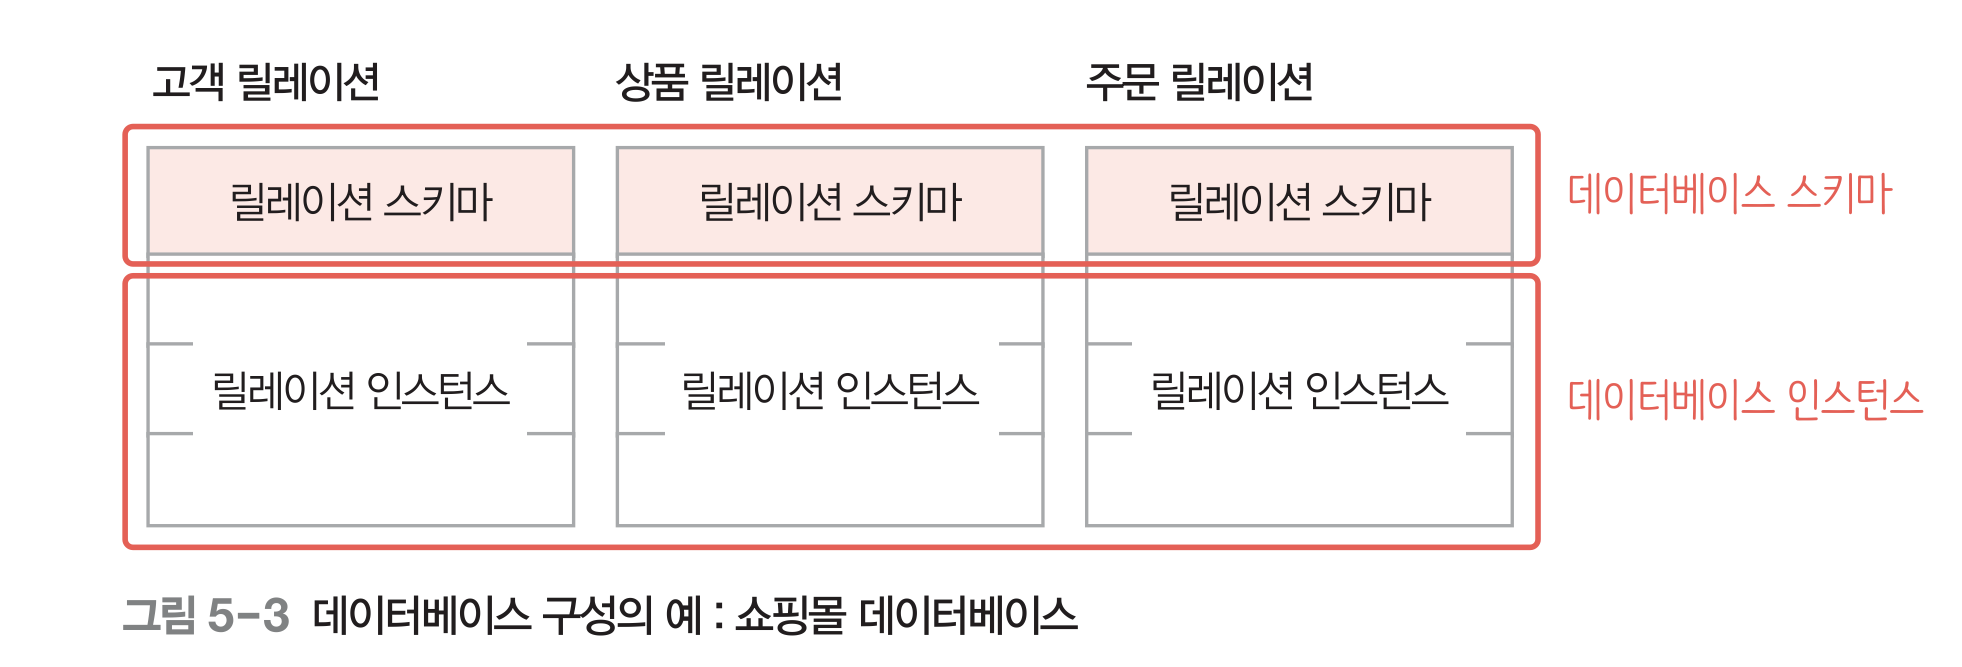 고객 릴레이션 상품 릴레이션 주문 릴레이션
릴레이션 스키마 릴레이션 스키마 릴레이션 스키마 데이터베이스 스키마
릴레이션 인스턴스 릴레이션 인스턴스 릴레이션 인스턴스 데이터베이스 인스턴스
그림 5-3 데이터베이스 구성의 예 : 쇼핑몰 데이터베이스